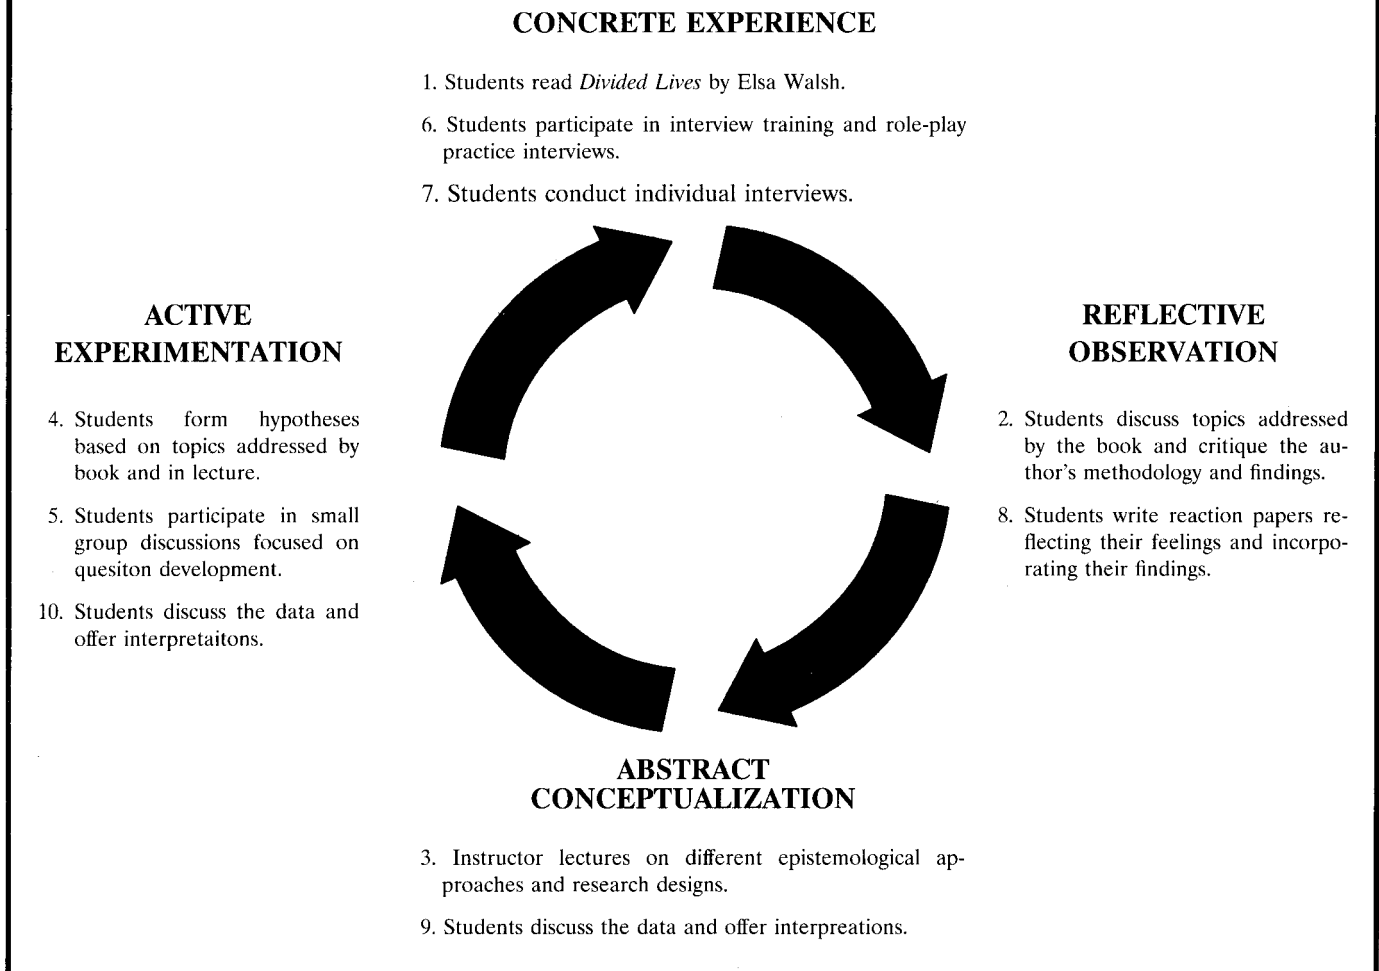 CONCRETE EXPERIENCE
1. Students read Divided Lives by Elsa Walsh.
6. Students participate in interview training and role-play
practice interviews.
7. Students conduct individual interviews.
ACTIVE
EXPERIMENTATION
4. Students form hypotheses
based on topics addressed by
book and in lecture.
5. Students participate in small
group discussions focused on
quesiton development.
10. Students discuss the data and
offer interpretaitons.
REFLECTIVE
OBSERVATION
2. Students discuss topics addressed
by the book and critique the au-
thor's methodology and findings.
8. Students write reaction papers re-
flecting their feelings and incorpo-
rating their findings.
ABSTRACT
CONCEPTUALIZATION
3. Instructor lectures on different epistemological ap-
proaches and research designs.
9. Students discuss the data and offer interpreations.